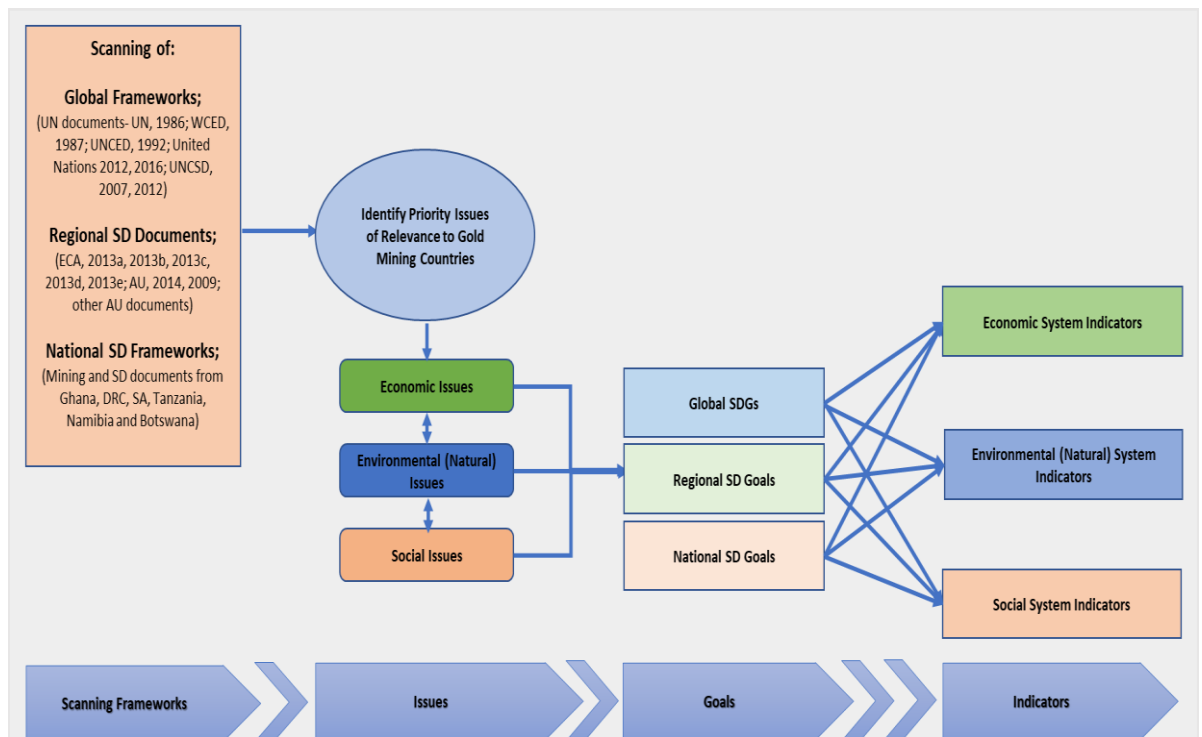 Scanning of:
Global Frameworks;
(UN documents- UN, 1986; WCED,
1987; UNCED, 1992; United
Nations 2012, 2016; UNCSD,
2007, 2012)
Regional SD Documents;
(ECA, 2013a, 2013b, 2013c,
2013d, 2013e; AU, 2014, 2009;
other AU documents)
National SD Frameworks;
(Mining and SD documents from
Ghana, DRC, SA, Tanzania,
Namibia and Botswana)
Identify Priority Issues
of Relevance to Gold
Mining Countries
Economic Issues
Environmental (Natural)
Issues
Social Issues
Global SDGs
Regional SD Goals
National SD Goals
Economic System Indicators
Environmental (Natural) System
Indicators
Social System Indicators
Scanning Frameworks
Issues
Goals
Indicators